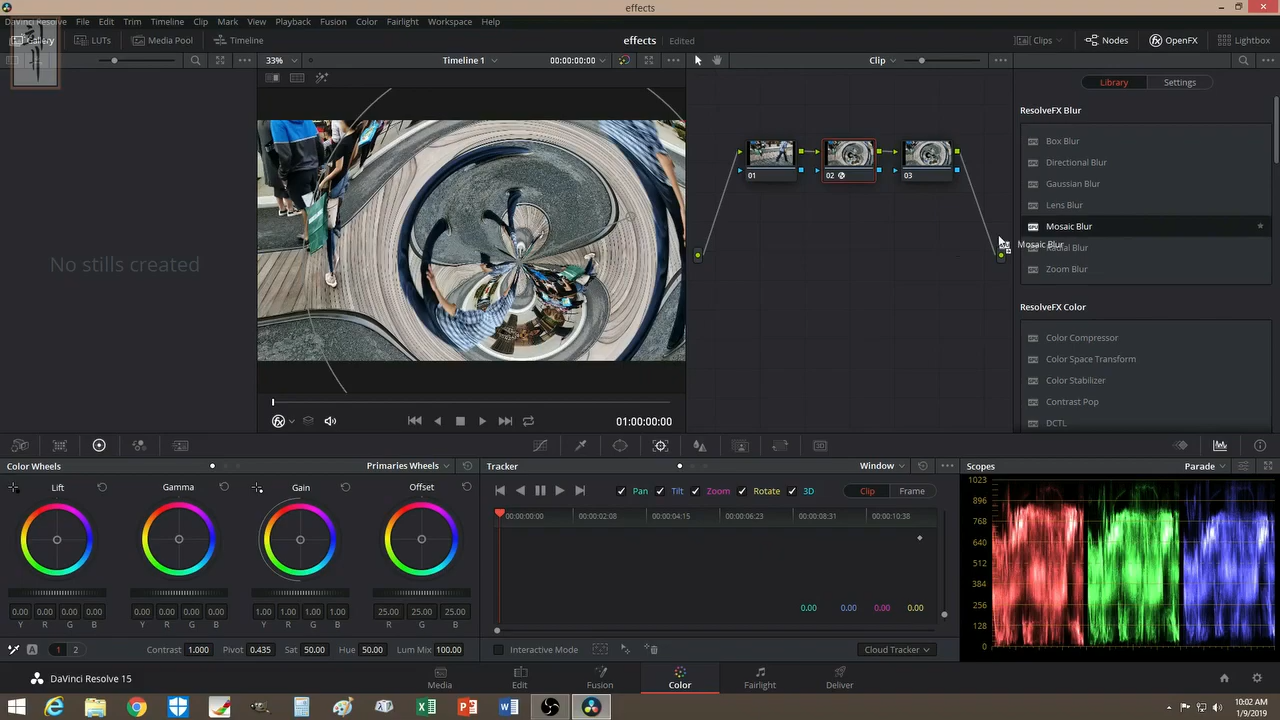 effects
DaVinci Resolve File Edit Trim Timeline Clip Mark View Playback Fusion Color Fairlight Workspace Help
Gallery LUTs Media Pool Timeline effects Edited Clips Nodes OpenFX Lightbox
33% Timeline 1 00:00:00:00 Clip
Library Settings
ResolveFX Blur
Box Blur
Directional Blur
Gaussian Blur
Lens Blur
Mosaic Blur
Mosaic Blur
Radial Blur
Zoom Blur
ResolveFX Color
Color Compressor
Color Space Transform
Color Stabilizer
Contrast Pop
DCTL
01 02 03
No stills created
01:00:00:00
Color Wheels Primaries Wheels Tracker Window Scopes Parade
Lift Gamma Gain Offset
Pan Tilt Zoom Rotate 3D Clip Frame
00:00:00:00 00:00:02:08 00:00:04:15 00:00:06:23 00:00:08:31 00:00:10:38
1023
896
768
640
512
384
256
128
0
0.00 0.00 0.00 0.00
0.00 0.00 0.00 0.00 0.00 0.00 0.00 0.00 1.00 1.00 1.00 1.00 25.00 25.00 25.00
Y R G B Y R G B Y R G B R G B
A 1 2 Contrast 1.000 Pivot 0.435 Sat 50.00 Hue 50.00 Lum Mix 100.00
Interactive Mode Cloud Tracker
DaVinci Resolve 15
Media Edit Fusion Color Fairlight Deliver
10:02 AM
1/9/2019